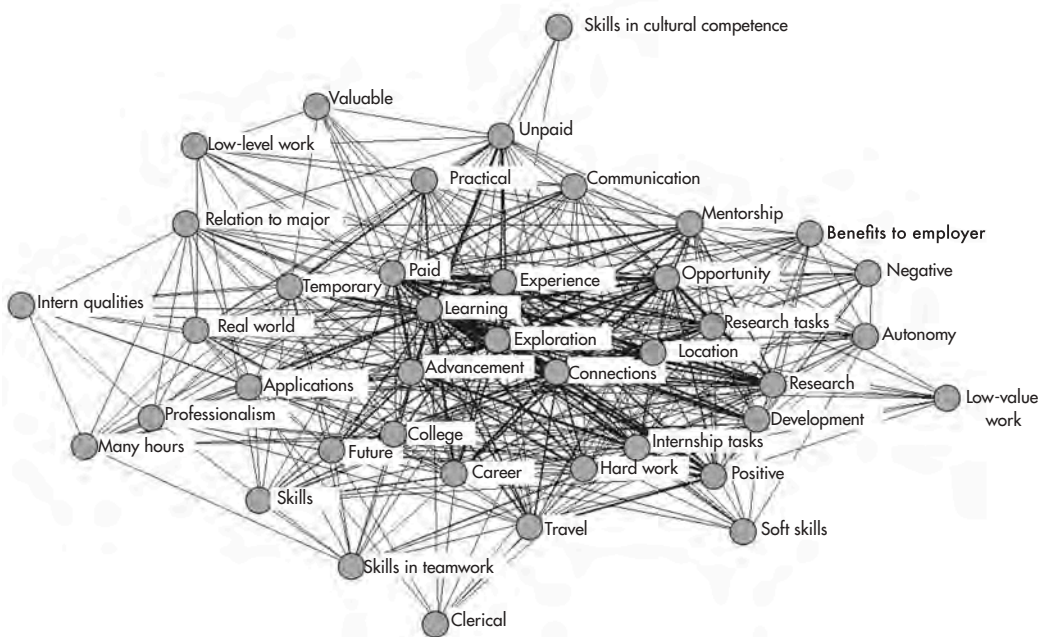 Skills in cultural competence
Valuable
Unpaid
Low-level work
Practical
Communication
Relation to major
Mentorship
Benefits to employer
Paid
Experience
Opportunity
Negative
Temporary
Intern qualities
Learning
Real world
Exploration
Research tasks
Autonomy
Location
Advancement
Connections
Applications
Research
Low-value
work
Professionalism
Development
Many hours
College
Future
Internship tasks
Career
Hard work
Positive
Skills
Travel
Soft skills
Skills in teamwork
Clerical